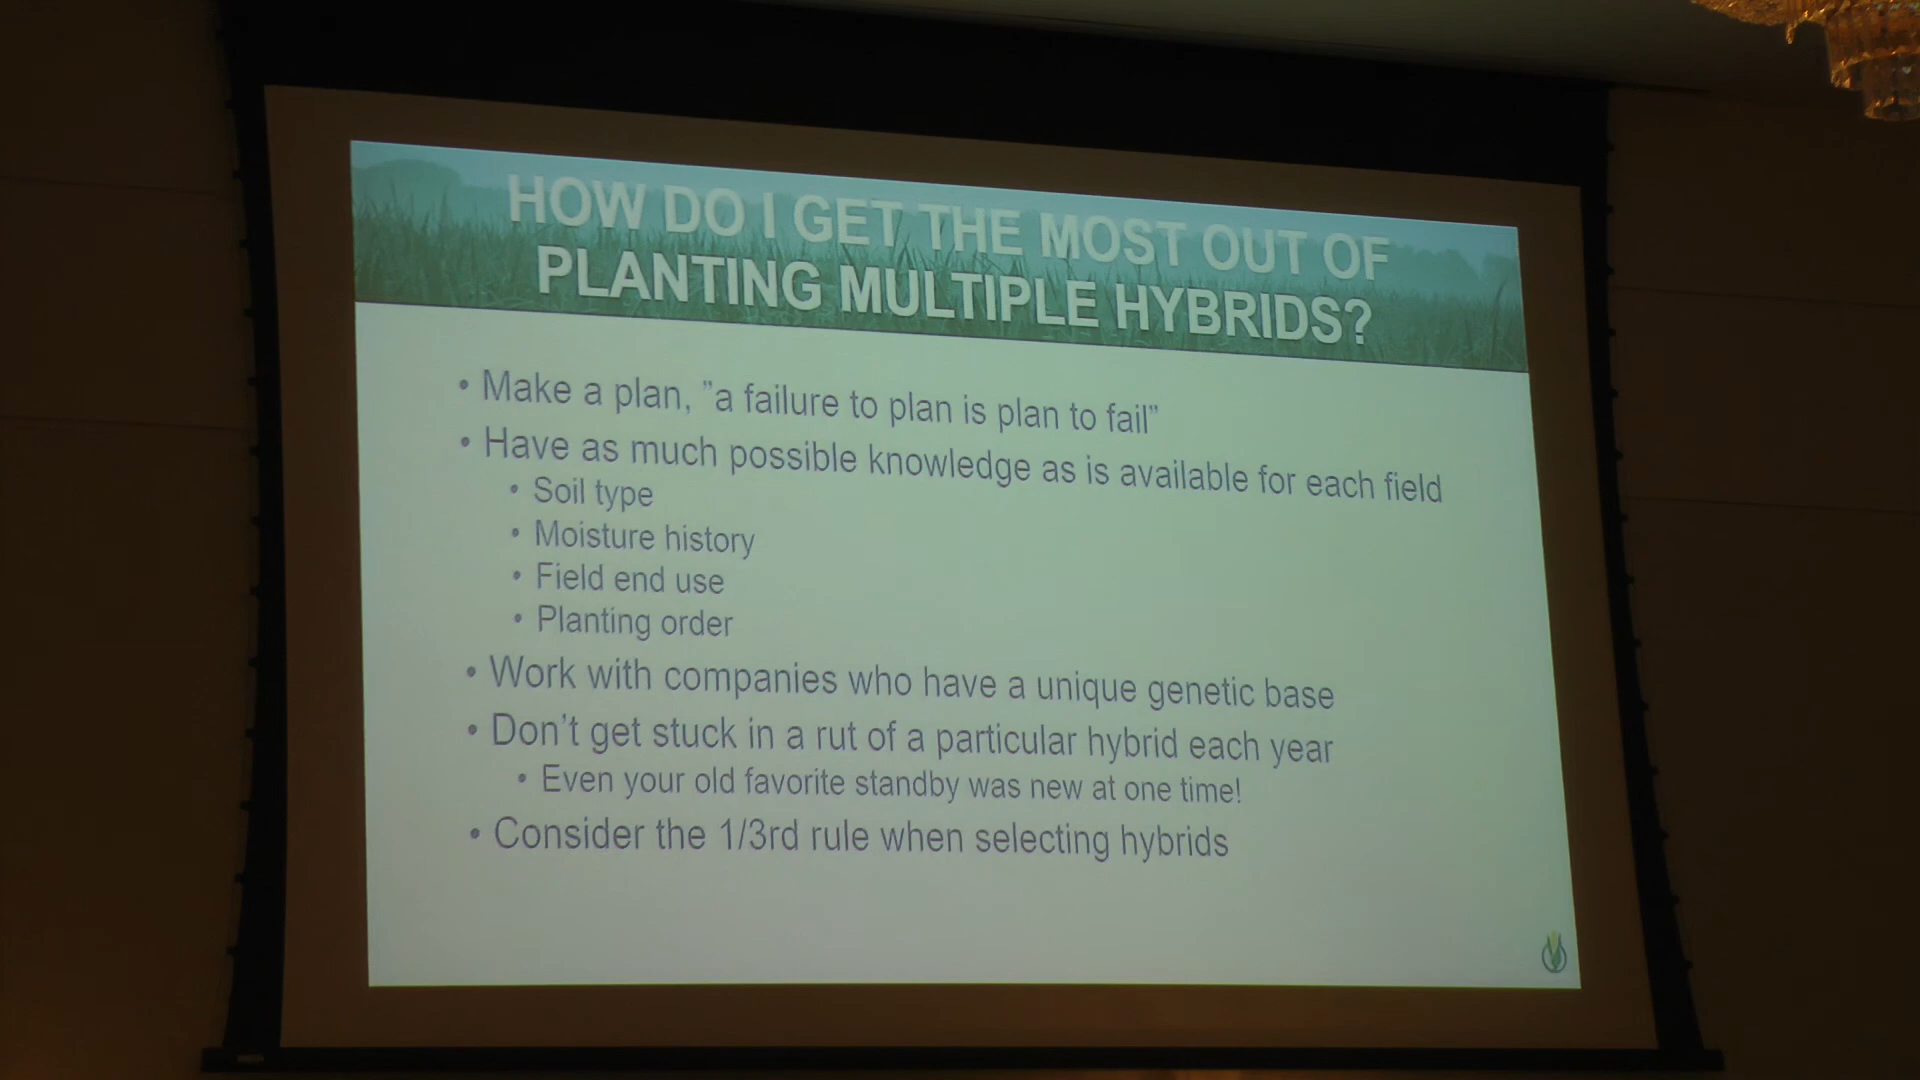 HOW DO I GET THE MOST OUT OF
PLANTING MULTIPLE HYBRIDS?
• Make a plan, ”a failure to plan is plan to fail”
• Have as much possible knowledge as is available for each field
• Soil type
• Moisture history
• Field end use
• Planting order
• Work with companies who have a unique genetic base
• Don’t get stuck in a rut of a particular hybrid each year
• Even your old favorite standby was new at one time!
• Consider the 1/3rd rule when selecting hybrids